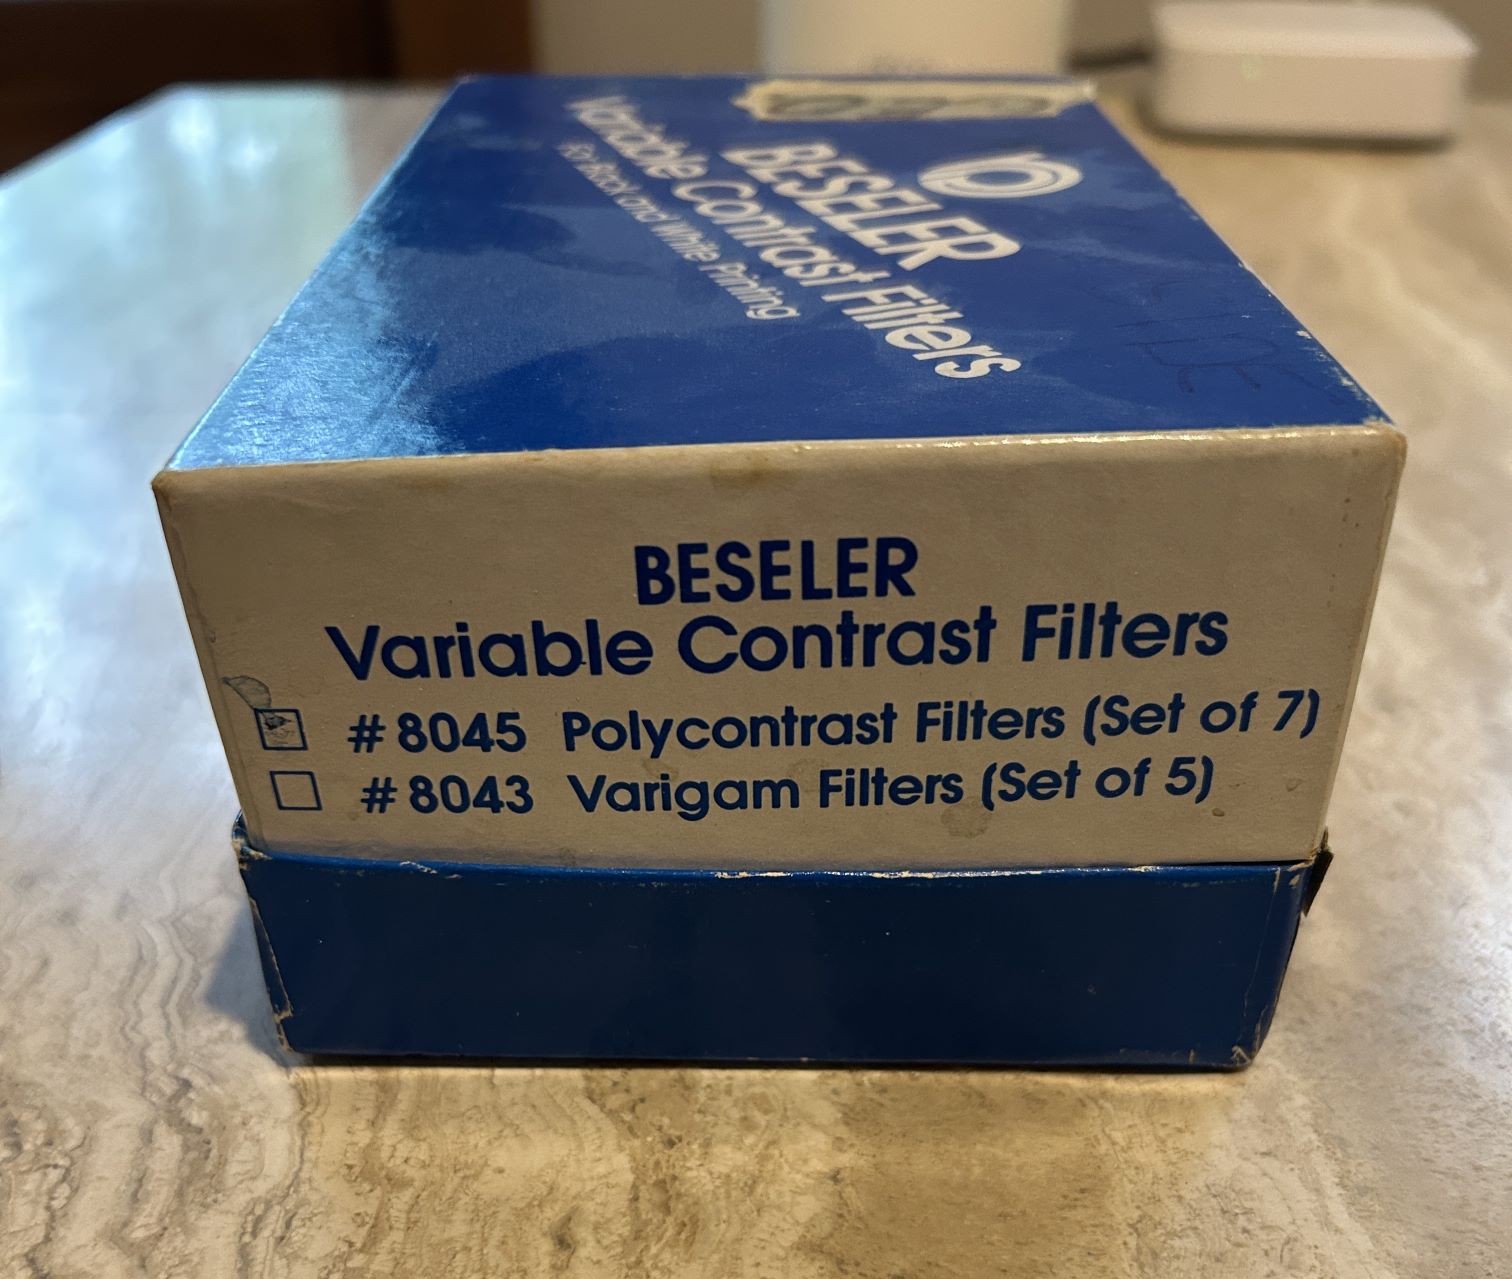 BESELER
Variable Contrast Filters
For Black and White Printing
BESELER
Variable Contrast Filters
# 8045 Polycontrast Filters (Set of 7)
# 8043 Varigam Filters (Set of 5)